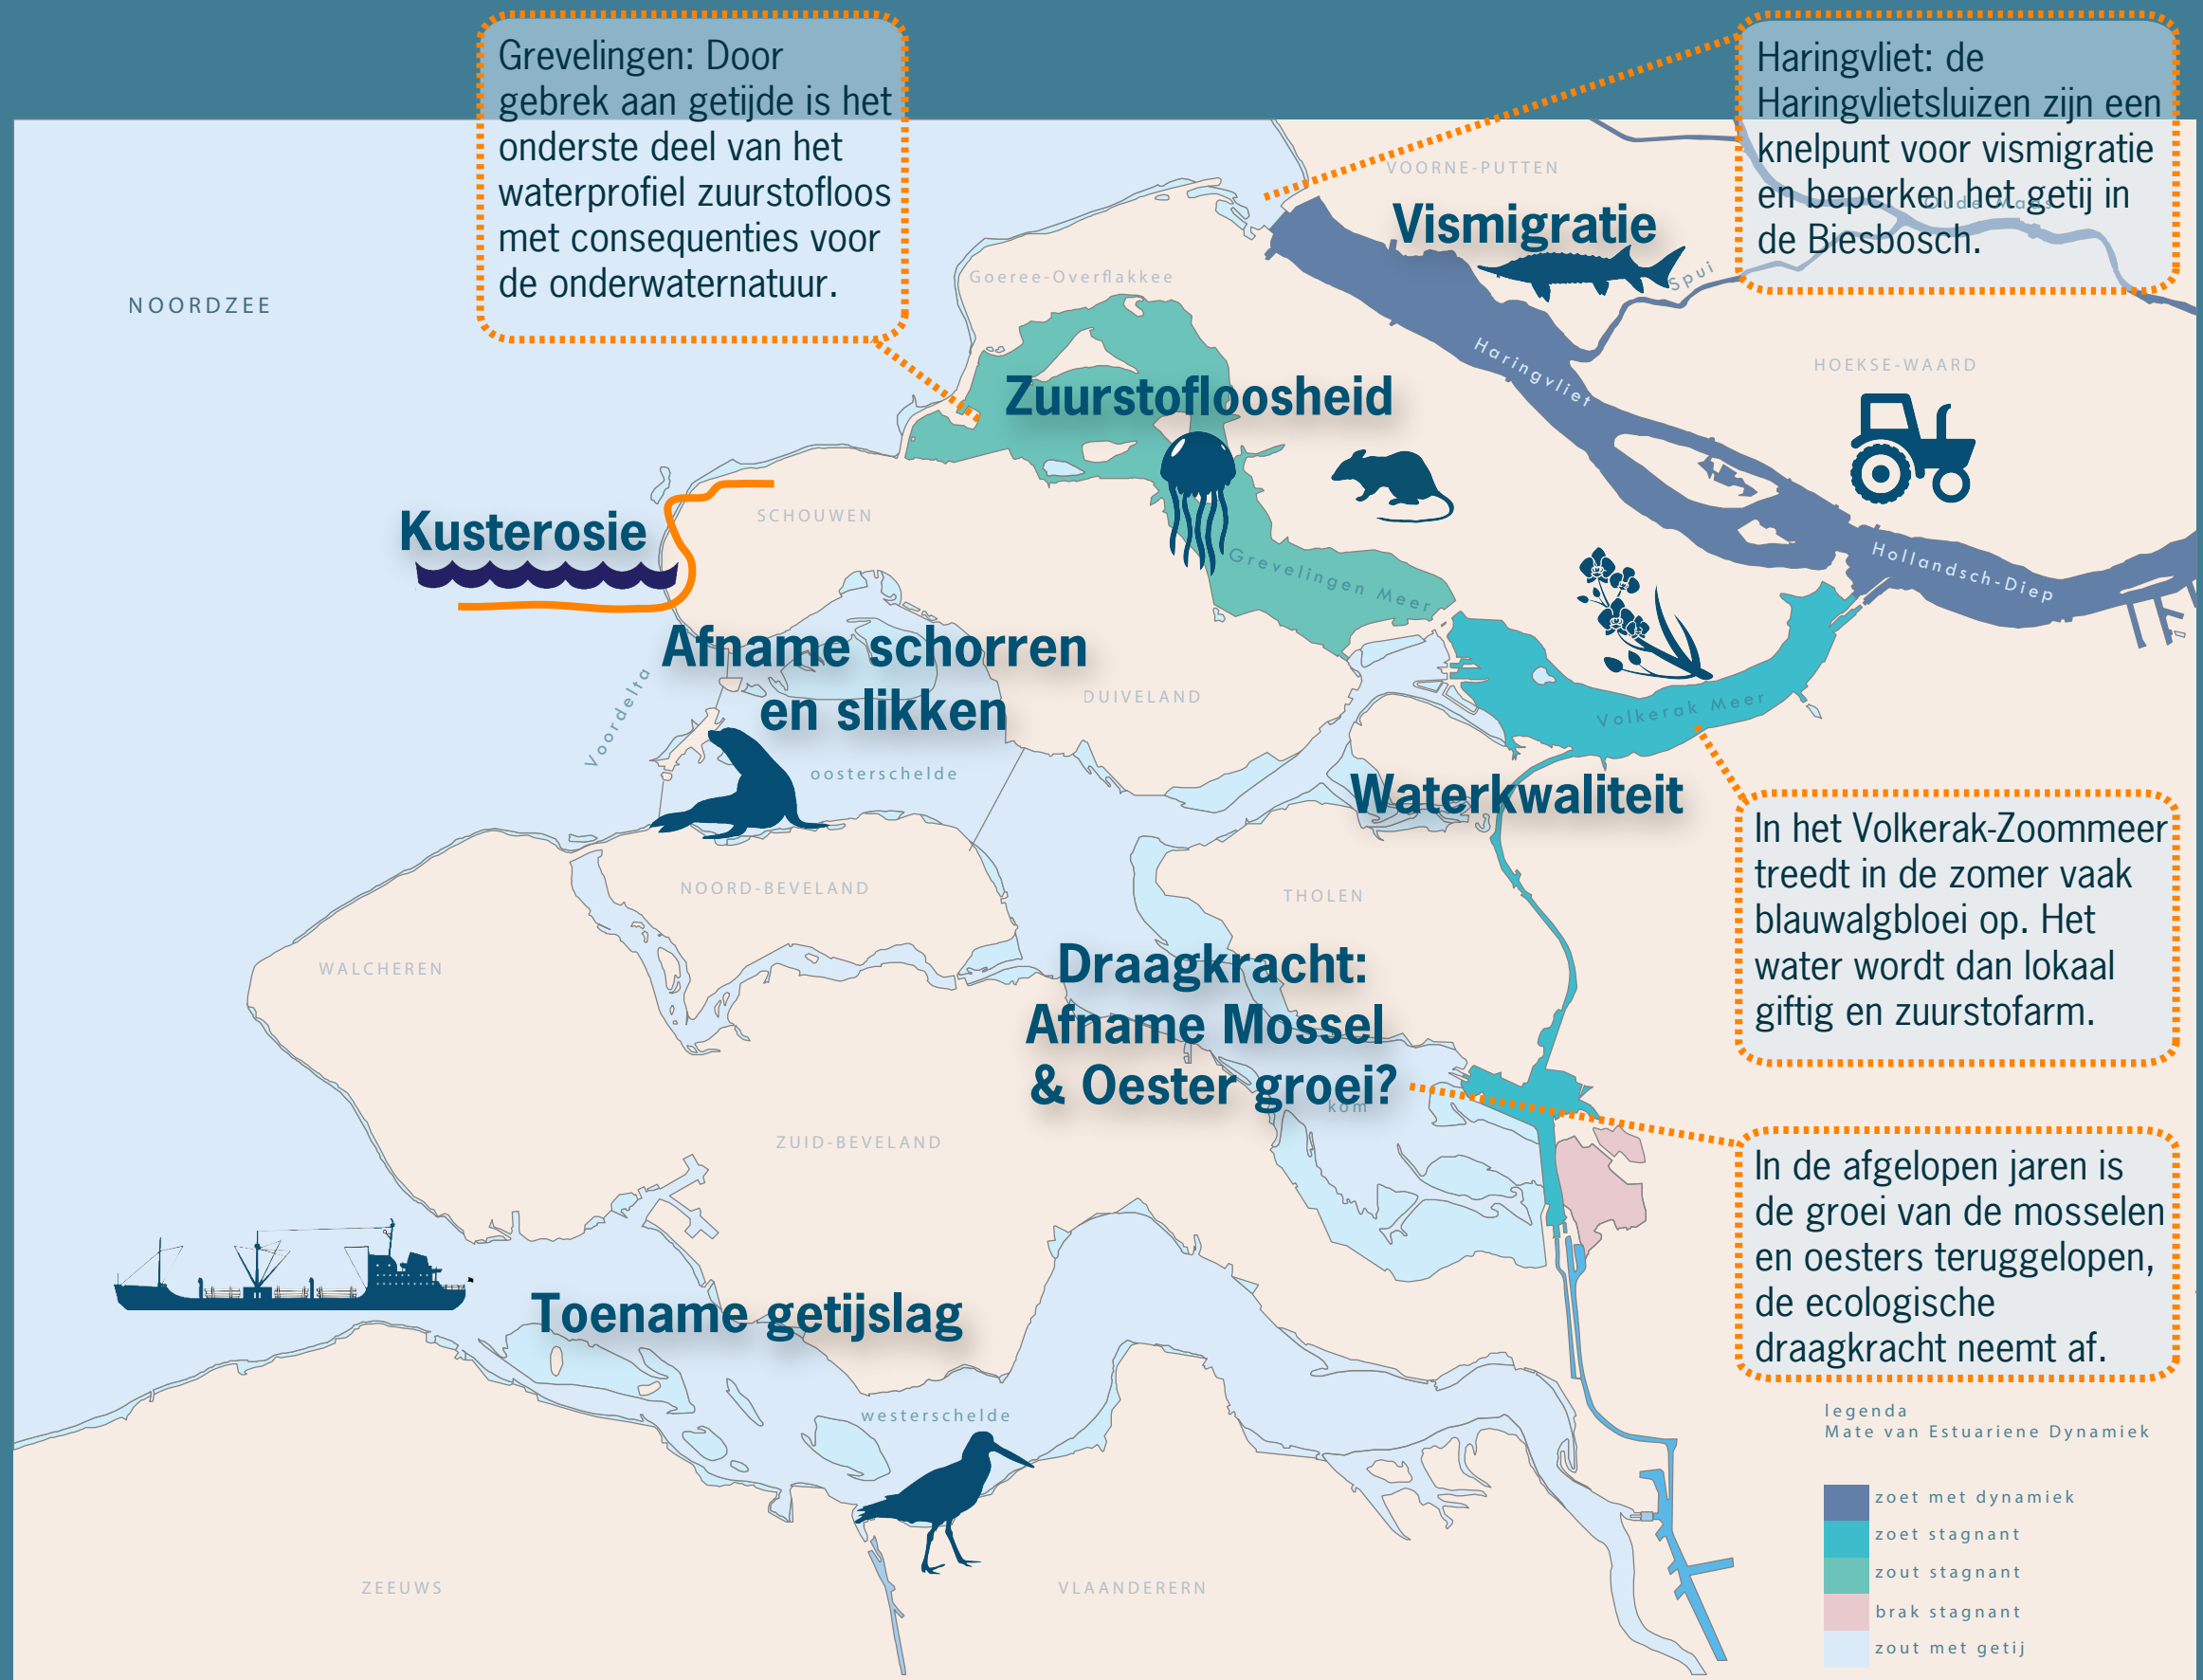 Grevelingen: Door
gebrek aan getijde is het
onderste deel van het
waterprofiel zuurstofloos
met consequenties voor
de onderwaternatuur.
Haringvliet: de
Haringvlietsluizen zijn een
knelpunt voor vismigratie
en beperken het getij in
de Biesbosch.
Oude Maas
VOORNE-PUTTEN
Vismigratie
Spui
NOORDZEE
Goeree-Overflakkee
Haringvliet
HOEKSE-WAARD
Zuurstofloosheid
Kusterosie
SCHOUWEN
Grevelingen Meer
Hollandsch-Diep
Afname schorren
en slikken
Voordelta
DUIVELAND
Volkerak Meer
oosterschelde
Waterkwaliteit
In het Volkerak-Zoommeer
treedt in de zomer vaak
blauwalgbloei op. Het
water wordt dan lokaal
giftig en zuurstofarm.
NOORD-BEVELAND
THOLEN
WALCHEREN
Draagkracht:
Afname Mossel
& Oester groei?
kom
ZUID-BEVELAND
In de afgelopen jaren is
de groei van de mosselen
en oesters teruggelopen,
de ecologische
draagkracht neemt af.
Toename getijslag
westerschelde
ZEEUWS
VLAANDERERN
legenda
Mate van Estuariene Dynamiek
zoet met dynamiek
zoet stagnant
zout stagnant
brak stagnant
zout met getij